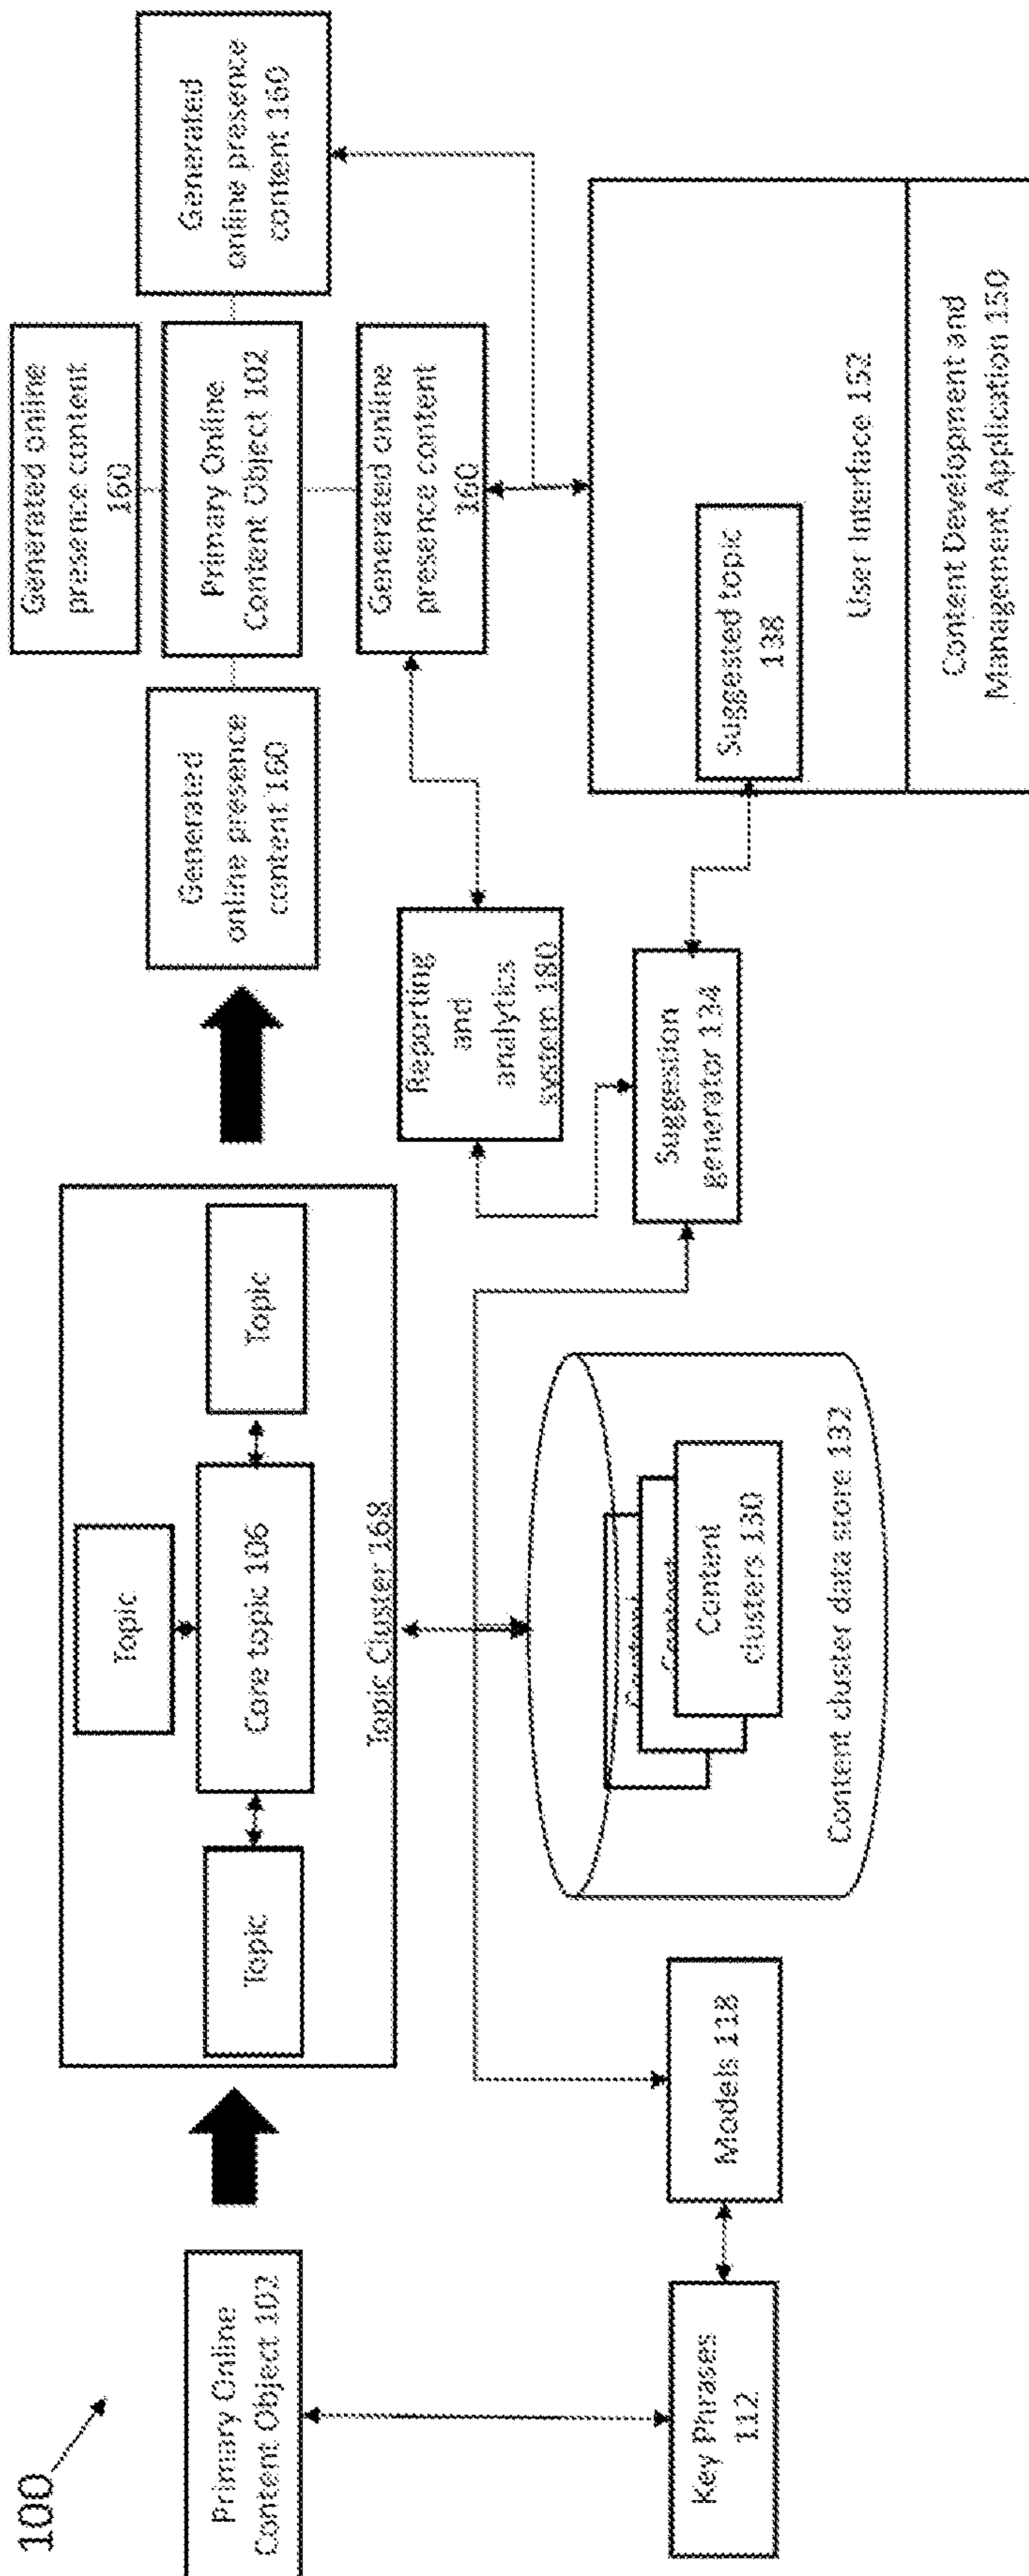 100
Primary Online
Content Object 102
Key Phrases
112
Models 118
Topic
Topic
Core topic 106
Topic
Topic Cluster 168
Content
clusters 130
Content cluster data store 132
Generated
online presence
content 160
Generated online
presence content
160
Primary Online
Content Object 102
Generated online
presence content
160
Generated
online presence
content 160
Reporting
and
analytics
system 180
Suggestion
generator 134
Suggested topic
138
User Interface 152
Content Development and
Management Application 150